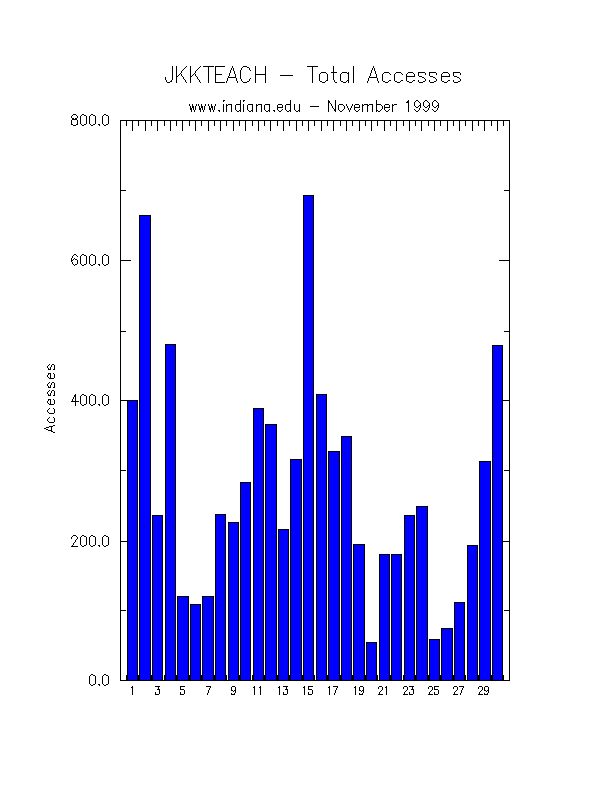 JKKTEACH – Total Accesses
www.indiana.edu – November 1999
800.0
600.0
400.0
200.0
0.0
Accesses
1 3 5 7 9 11 13 15 17 19 21 23 25 27 29